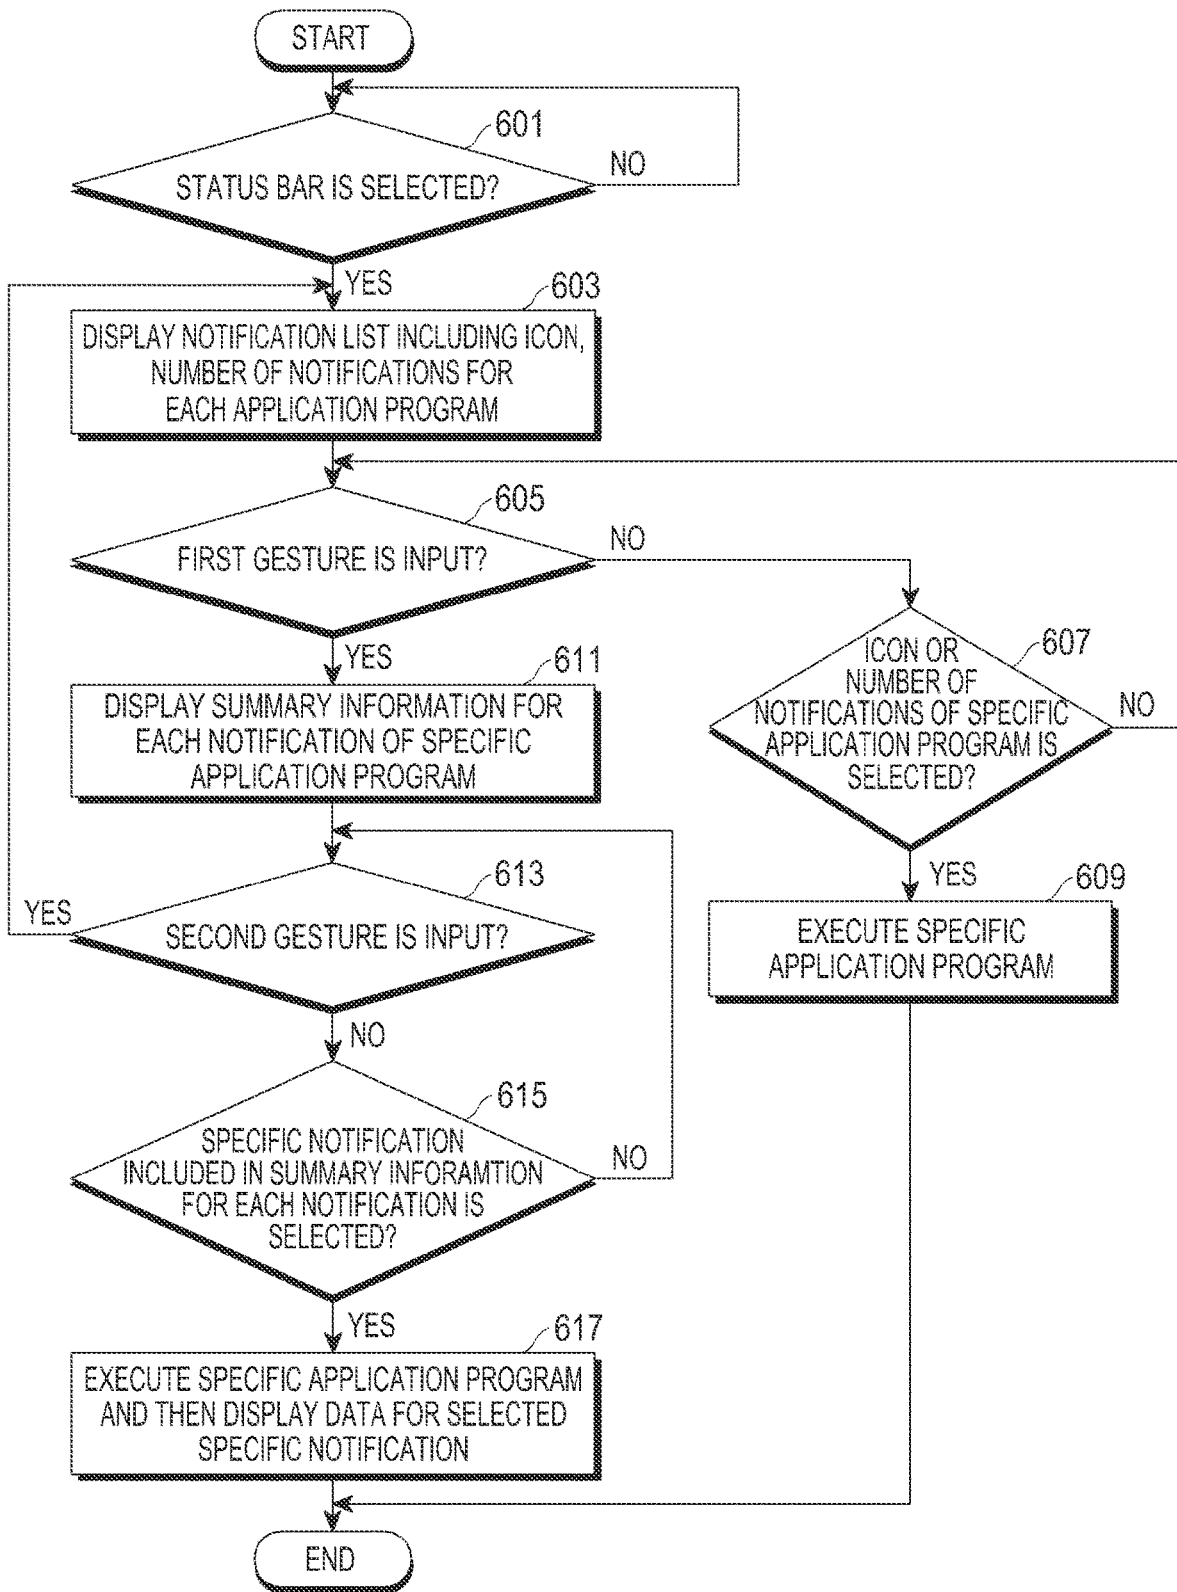 START
601
STATUS BAR IS SELECTED?
NO
YES
603
DISPLAY NOTIFICATION LIST INCLUDING ICON,
NUMBER OF NOTIFICATIONS FOR
EACH APPLICATION PROGRAM
605
FIRST GESTURE IS INPUT?
NO
YES
607
ICON OR
NUMBER OF
NOTIFICATIONS OF SPECIFIC
APPLICATION PROGRAM IS
SELECTED?
NO
YES
609
EXECUTE SPECIFIC
APPLICATION PROGRAM
611
DISPLAY SUMMARY INFORMATION FOR
EACH NOTIFICATION OF SPECIFIC
APPLICATION PROGRAM
613
YES
SECOND GESTURE IS INPUT?
NO
615
SPECIFIC NOTIFICATION
INCLUDED IN SUMMARY INFORAMTION
FOR EACH NOTIFICATION IS
SELECTED?
NO
YES
617
EXECUTE SPECIFIC APPLICATION PROGRAM
AND THEN DISPLAY DATA FOR SELECTED
SPECIFIC NOTIFICATION
END